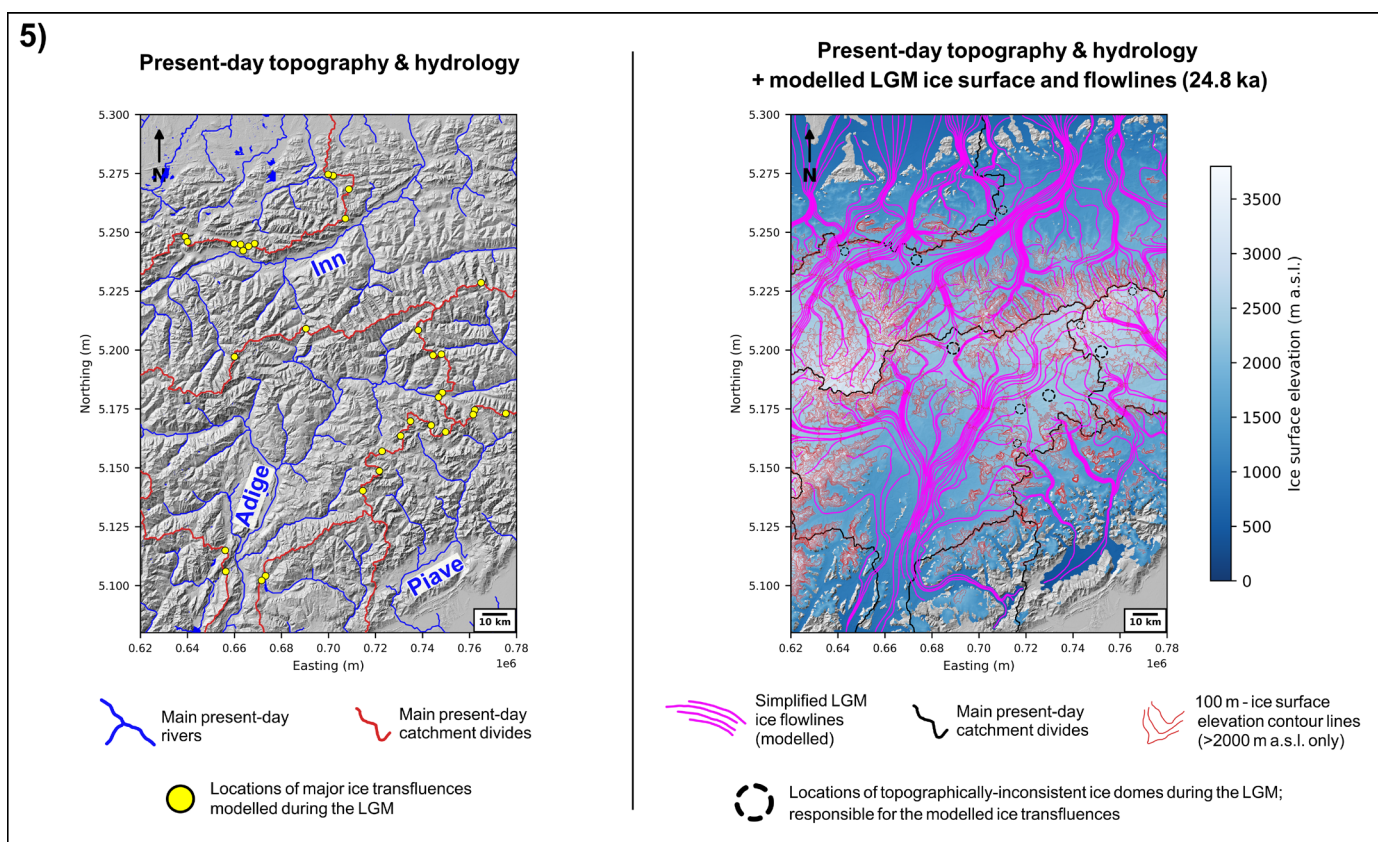 5)
Present-day topography & hydrology
5.300
5.275
5.250
5.225
5.200
5.175
5.150
5.125
5.100
Northing (m)
N
Inn
Adige
Piave
10 km
0.62 0.64 0.66 0.68 0.70 0.72 0.74 0.76 0.78
Easting (m)
1e6
Main present-day
rivers
Main present-day
catchment divides
Locations of major ice transfluences
modelled during the LGM
Present-day topography & hydrology
+ modelled LGM ice surface and flowlines (24.8 ka)
5.300
5.275
5.250
5.225
5.200
5.175
5.150
5.125
5.100
Northing (m)
N
10 km
0.62 0.64 0.66 0.68 0.70 0.72 0.74 0.76 0.78
Easting (m)
1e6
3500
3000
2500
2000
1500
1000
500
0
Ice surface elevation (m a.s.l.)
Simplified LGM
ice flowlines
(modelled)
Main present-day
catchment divides
100 m - ice surface
elevation contour lines
(>2000 m a.s.l. only)
Locations of topographically-inconsistent ice domes during the LGM;
responsible for the modelled ice transfluences